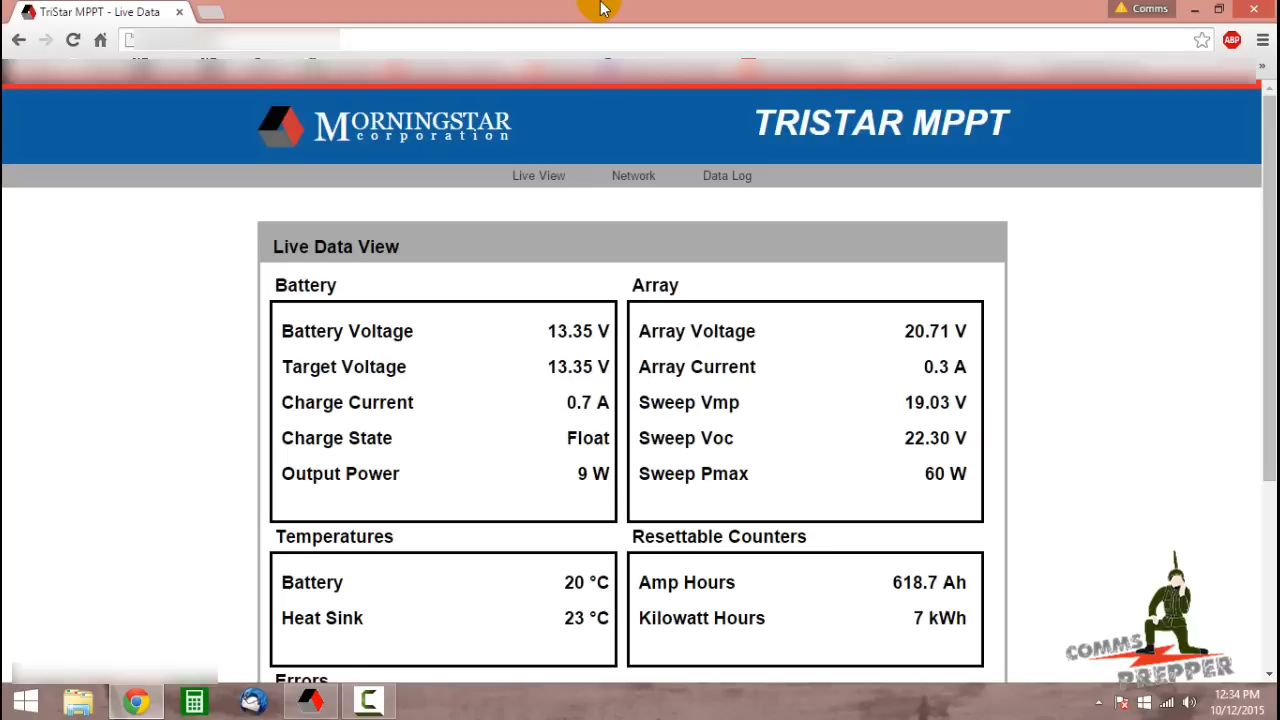 TriStar MPPT - Live Data
Comms
ABP
MORNINGSTAR
corporation
TRISTAR MPPT
Live View Network Data Log
Live Data View
Battery
Battery Voltage 13.35 V
Target Voltage 13.35 V
Charge Current 0.7 A
Charge State Float
Output Power 9 W
Array
Array Voltage 20.71 V
Array Current 0.3 A
Sweep Vmp 19.03 V
Sweep Voc 22.30 V
Sweep Pmax 60 W
Temperatures
Battery 20 °C
Heat Sink 23 °C
Resettable Counters
Amp Hours 618.7 Ah
Kilowatt Hours 7 kWh
Errors
COMMS
PREPPER
12:34 PM
10/12/2015